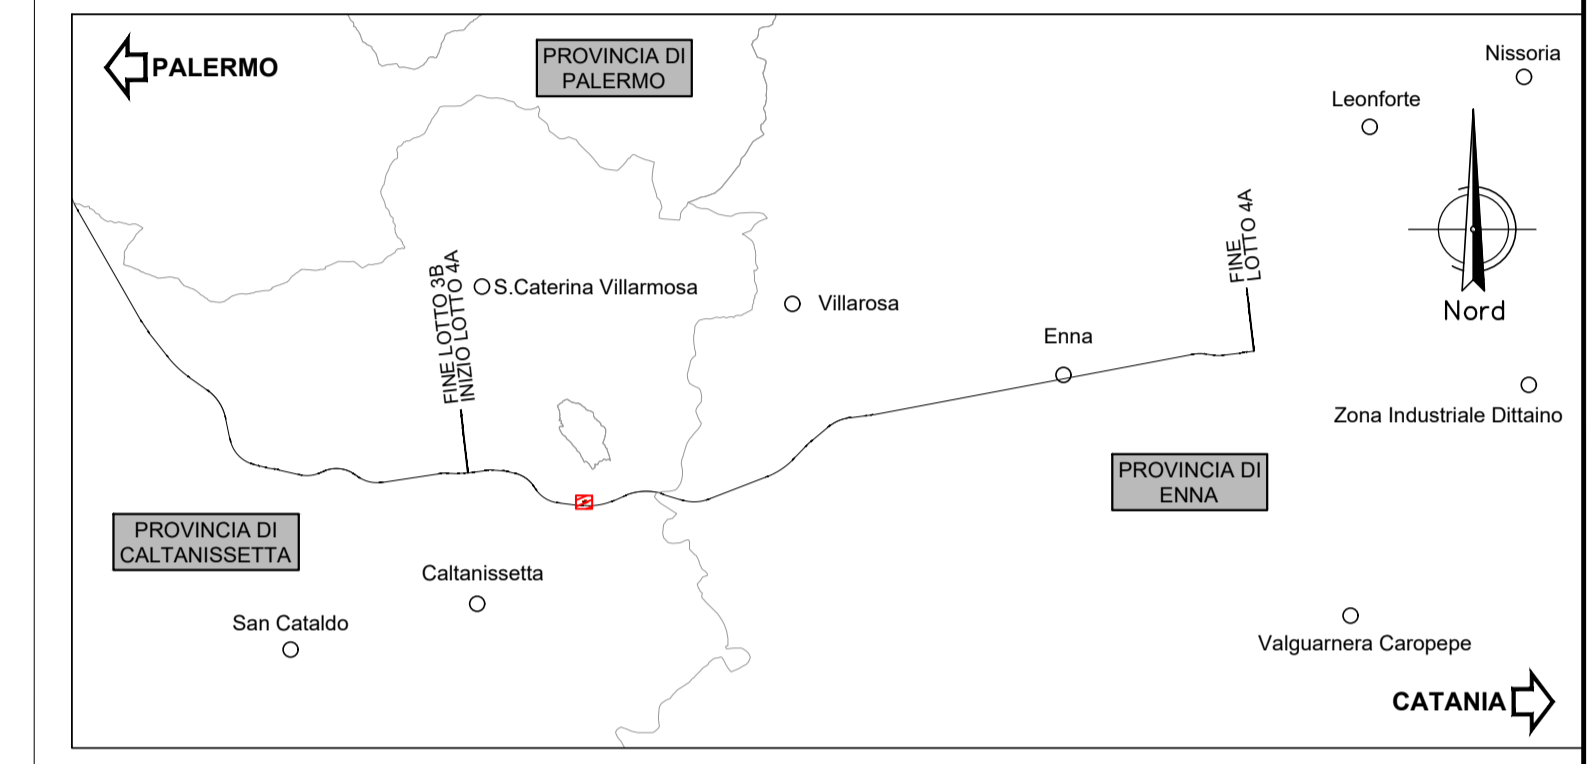 PALERMO
PROVINCIA DI
PALERMO
Nissoria
Leonforte
FINE LOTTO 3B
INIZIO LOTTO 4A
S.Caterina Villarmosa
Villarosa
Enna
FINE
LOTTO 4A
Nord
Zona Industriale Dittaino
PROVINCIA DI
ENNA
PROVINCIA DI
CALTANISSETTA
Caltanissetta
San Cataldo
Valguarnera Caropepe
CATANIA